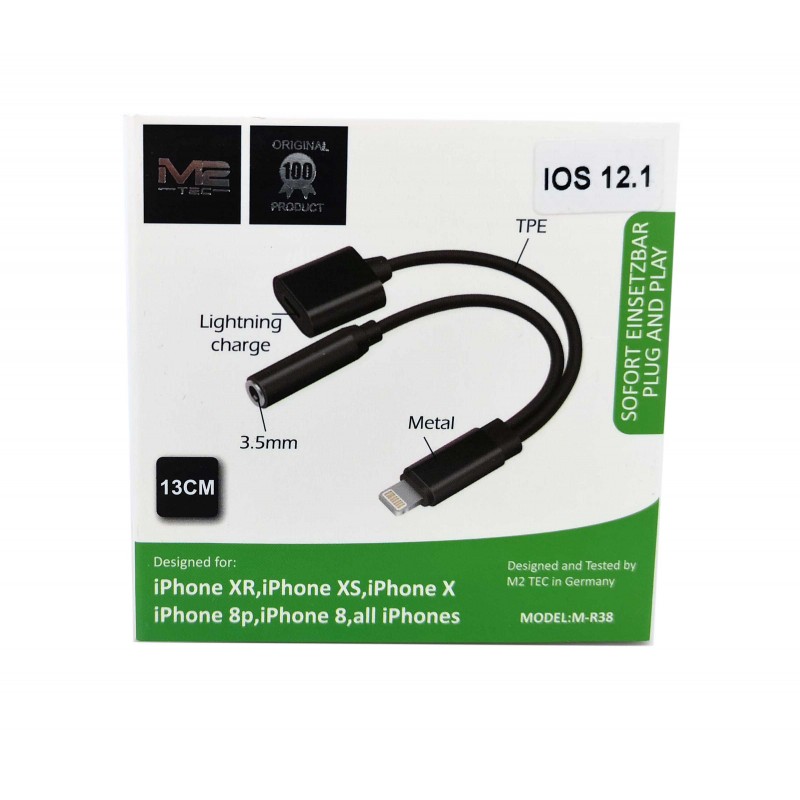 M2
TEC
ORIGINAL
100
PRODUCT
IOS 12.1
TPE
SOFORT EINSETZBAR
PLUG AND PLAY
Lightning
charge
3.5mm
Metal
13CM
Designed for:
iPhone XR,iPhone XS,iPhone X
iPhone 8p,iPhone 8,all iPhones
Designed and Tested by
M2 TEC in Germany
MODEL:M-R38